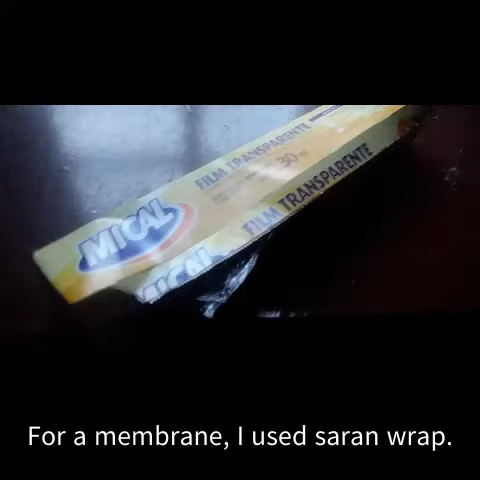 FILM TRANSPARENTE
30 m
MICAL
FILM TRANSPARENTE
MICAL
For a membrane, I used saran wrap.